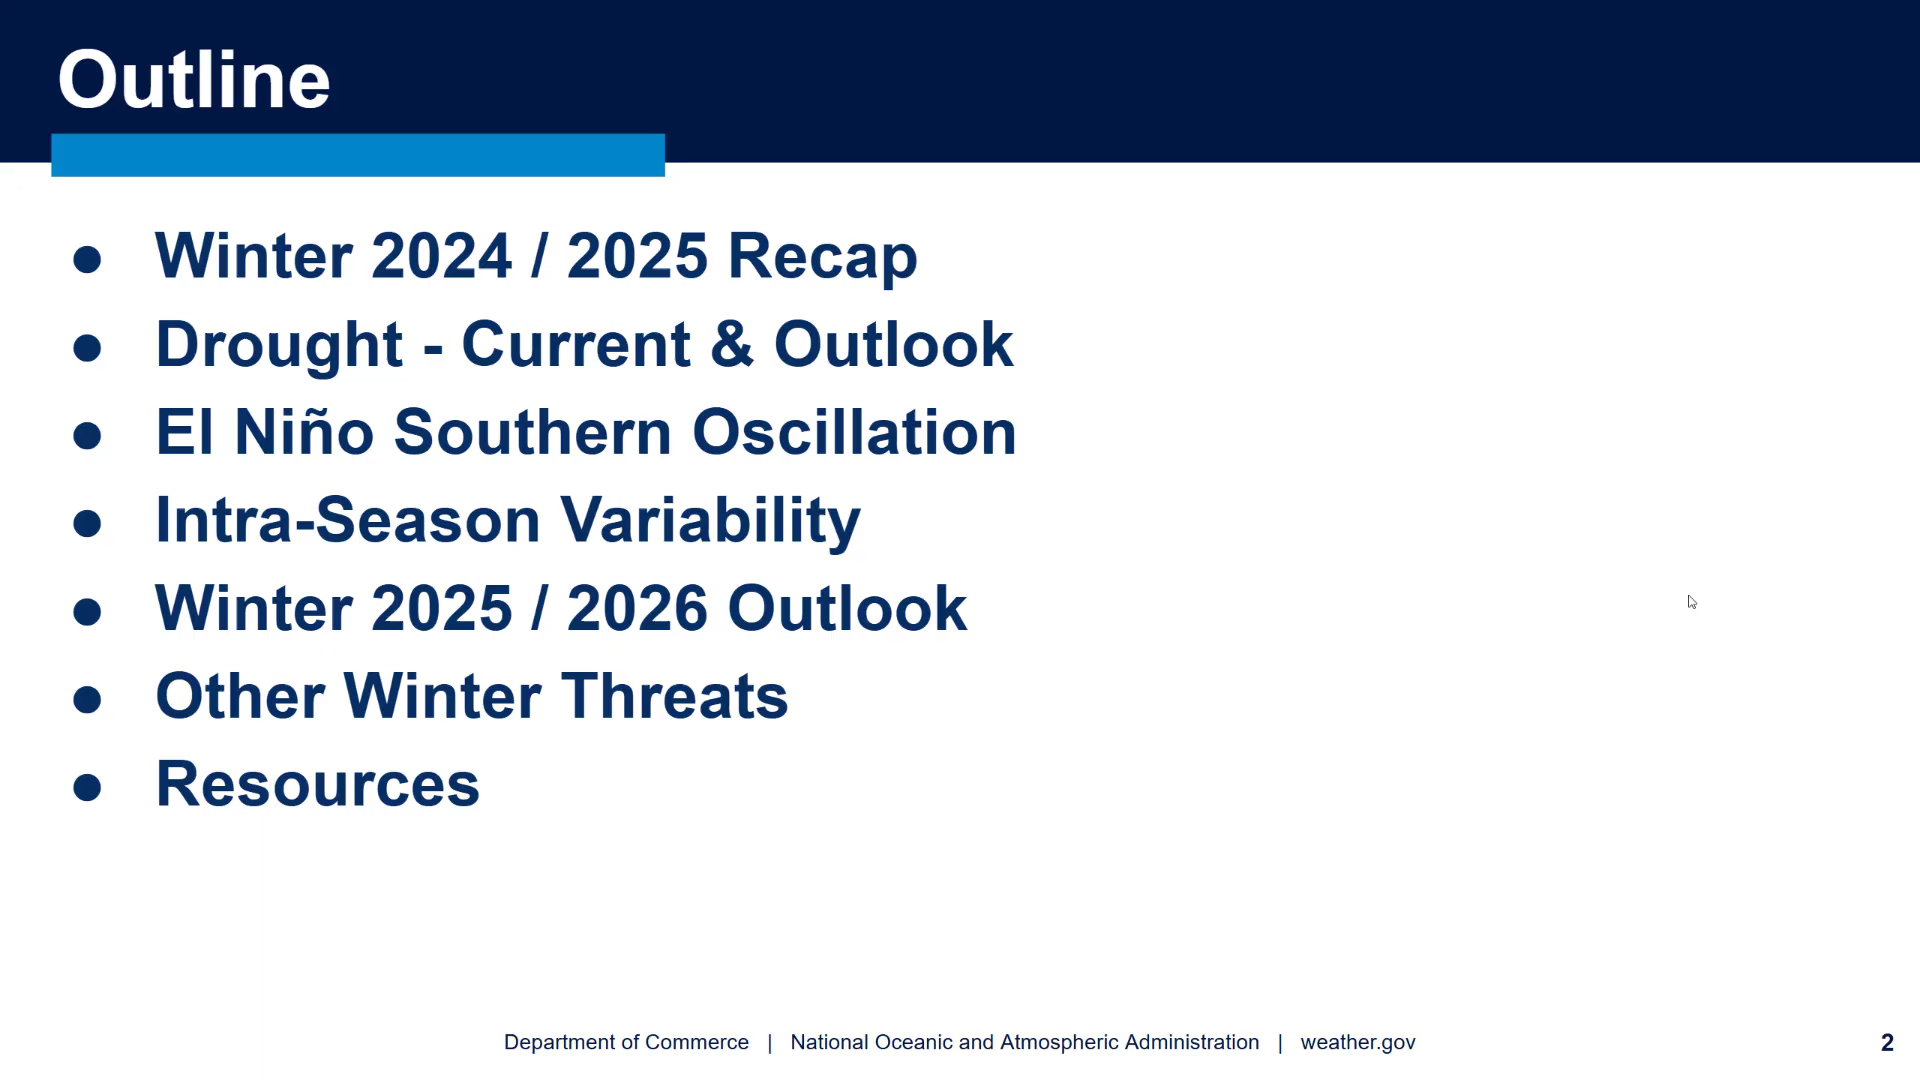 Outline
● Winter 2024 / 2025 Recap
● Drought - Current & Outlook
● El Niño Southern Oscillation
● Intra-Season Variability
● Winter 2025 / 2026 Outlook
● Other Winter Threats
● Resources
Department of Commerce | National Oceanic and Atmospheric Administration | weather.gov
2